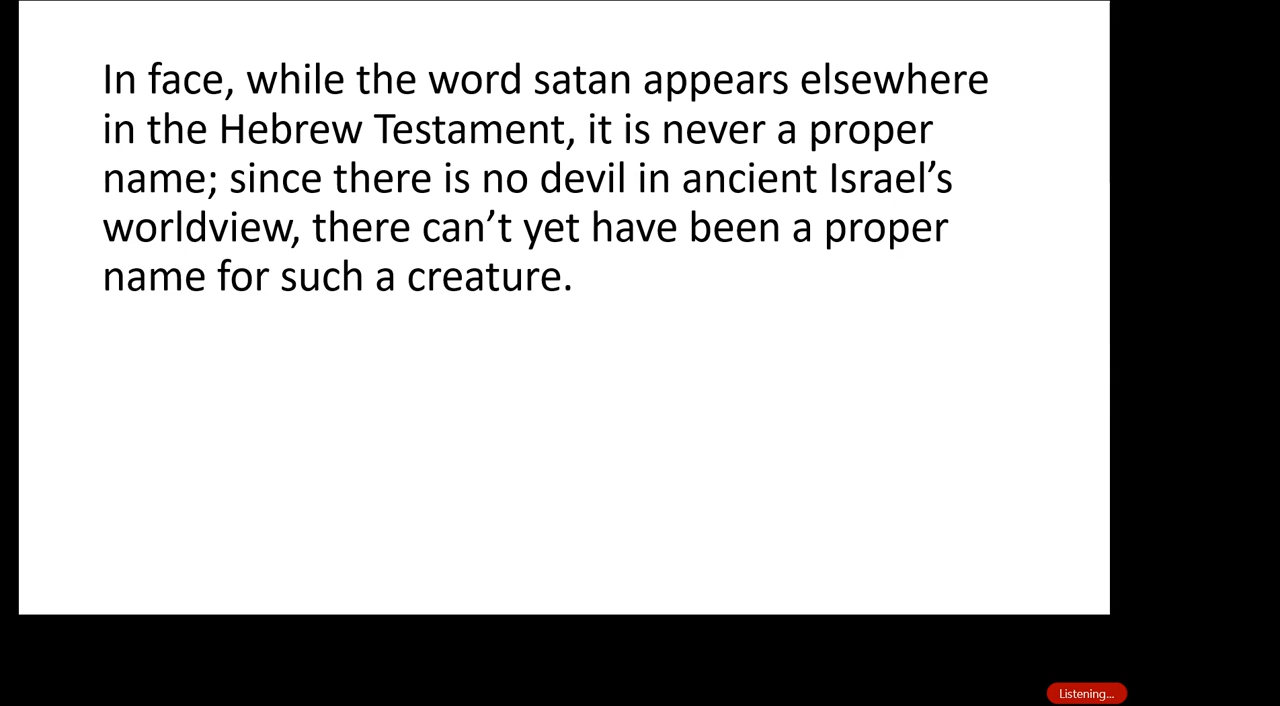 In face, while the word satan appears elsewhere
in the Hebrew Testament, it is never a proper
name; since there is no devil in ancient Israel’s
worldview, there can’t yet have been a proper
name for such a creature.
Listening...